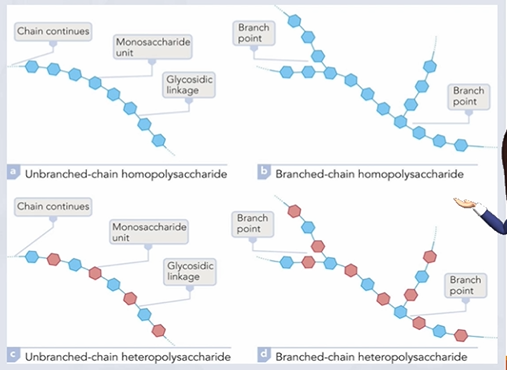 Chain continues
Monosaccharide
unit
Glycosidic
linkage
a Unbranched-chain homopolysaccharide
Branch
point
Branch
point
b Branched-chain homopolysaccharide
Chain continues
Monosaccharide
unit
Glycosidic
linkage
c Unbranched-chain heteropolysaccharide
Branch
point
Branch
point
d Branched-chain heteropolysaccharide